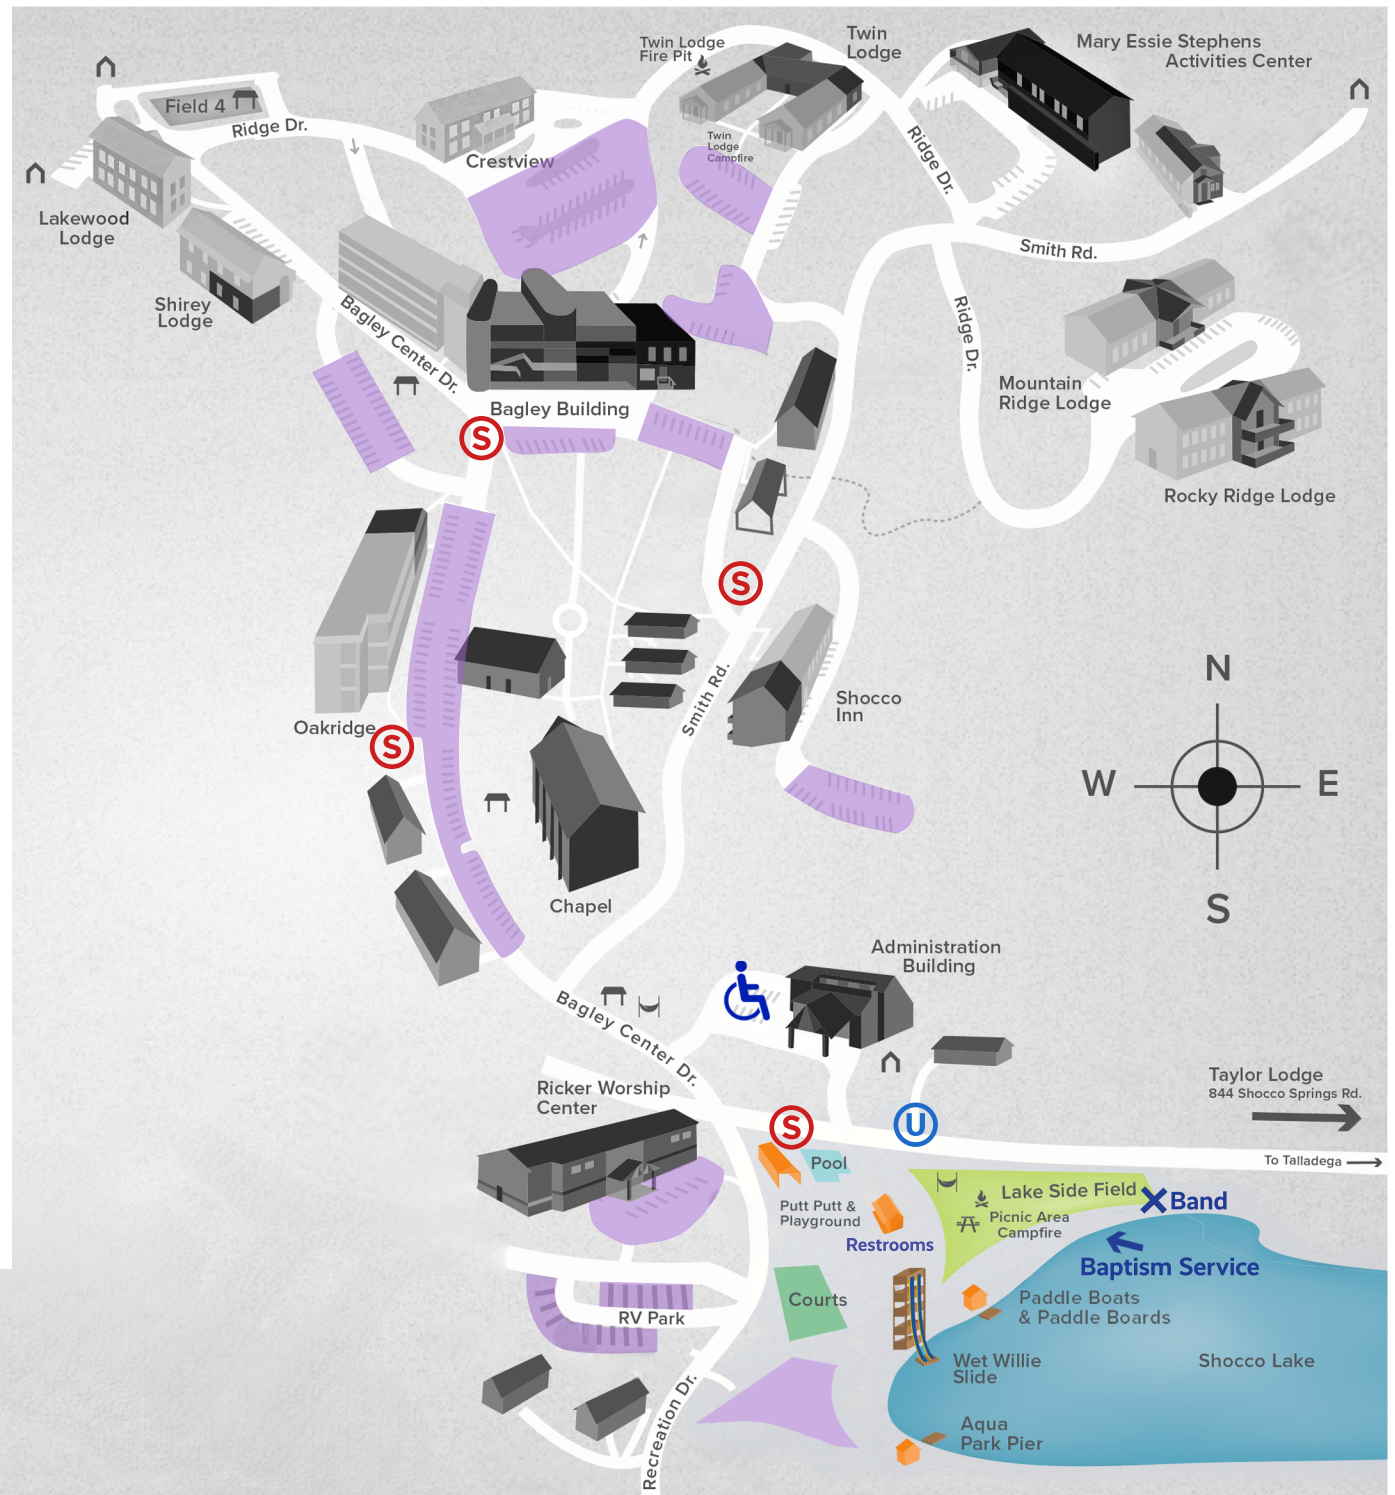 Twin Lodge
Fire Pit
Twin
Lodge
Mary Essie Stephens
Activities Center
Field 4
Ridge Dr.
Crestview
Twin
Lodge
Campfire
Ridge Dr.
Lakewood
Lodge
Smith Rd.
Shirey
Lodge
Bagley Center Dr.
Ridge Dr.
Mountain
Ridge Lodge
Bagley Building
S
Rocky Ridge Lodge
S
N
Smith Rd.
Shocco
Inn
Oakridge
S
W
E
Chapel
S
Administration
Building
Bagley Center Dr.
Ricker Worship
Center
Taylor Lodge
844 Shocco Springs Rd.
S
U
To Talladega
Pool
Lake Side Field
Band
Putt Putt &
Playground
Picnic Area
Campfire
Restrooms
Baptism Service
Courts
Paddle Boats
& Paddle Boards
RV Park
Wet Willie
Slide
Shocco Lake
Recreation Dr.
Aqua
Park Pier